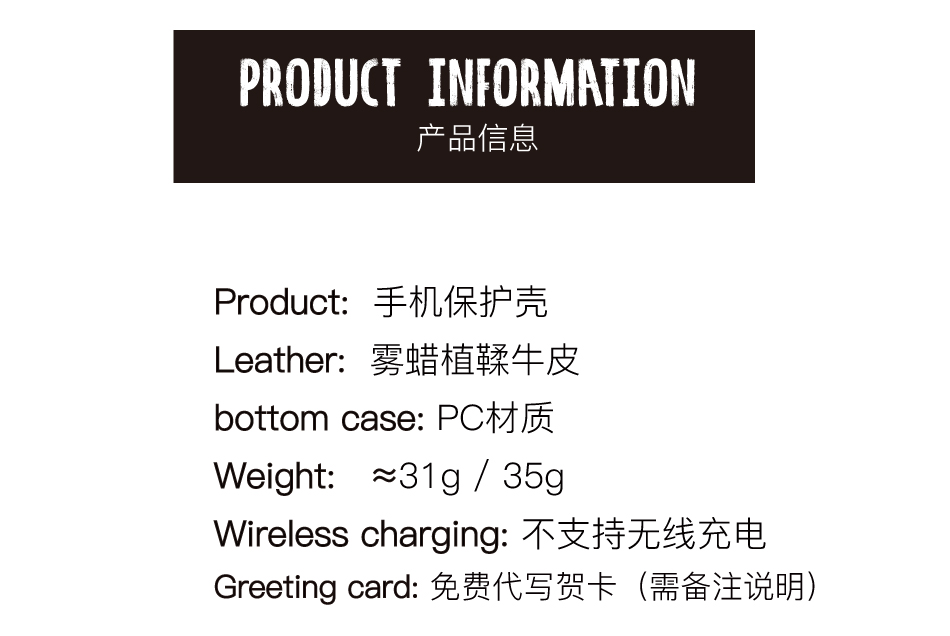 PRODUCT INFORMATION
产品信息
Product: 手机保护壳
Leather: 雾蜡植鞣牛皮
bottom case: PC材质
Weight: ≈31g / 35g
Wireless charging: 不支持无线充电
Greeting card: 免费代写贺卡（需备注说明）